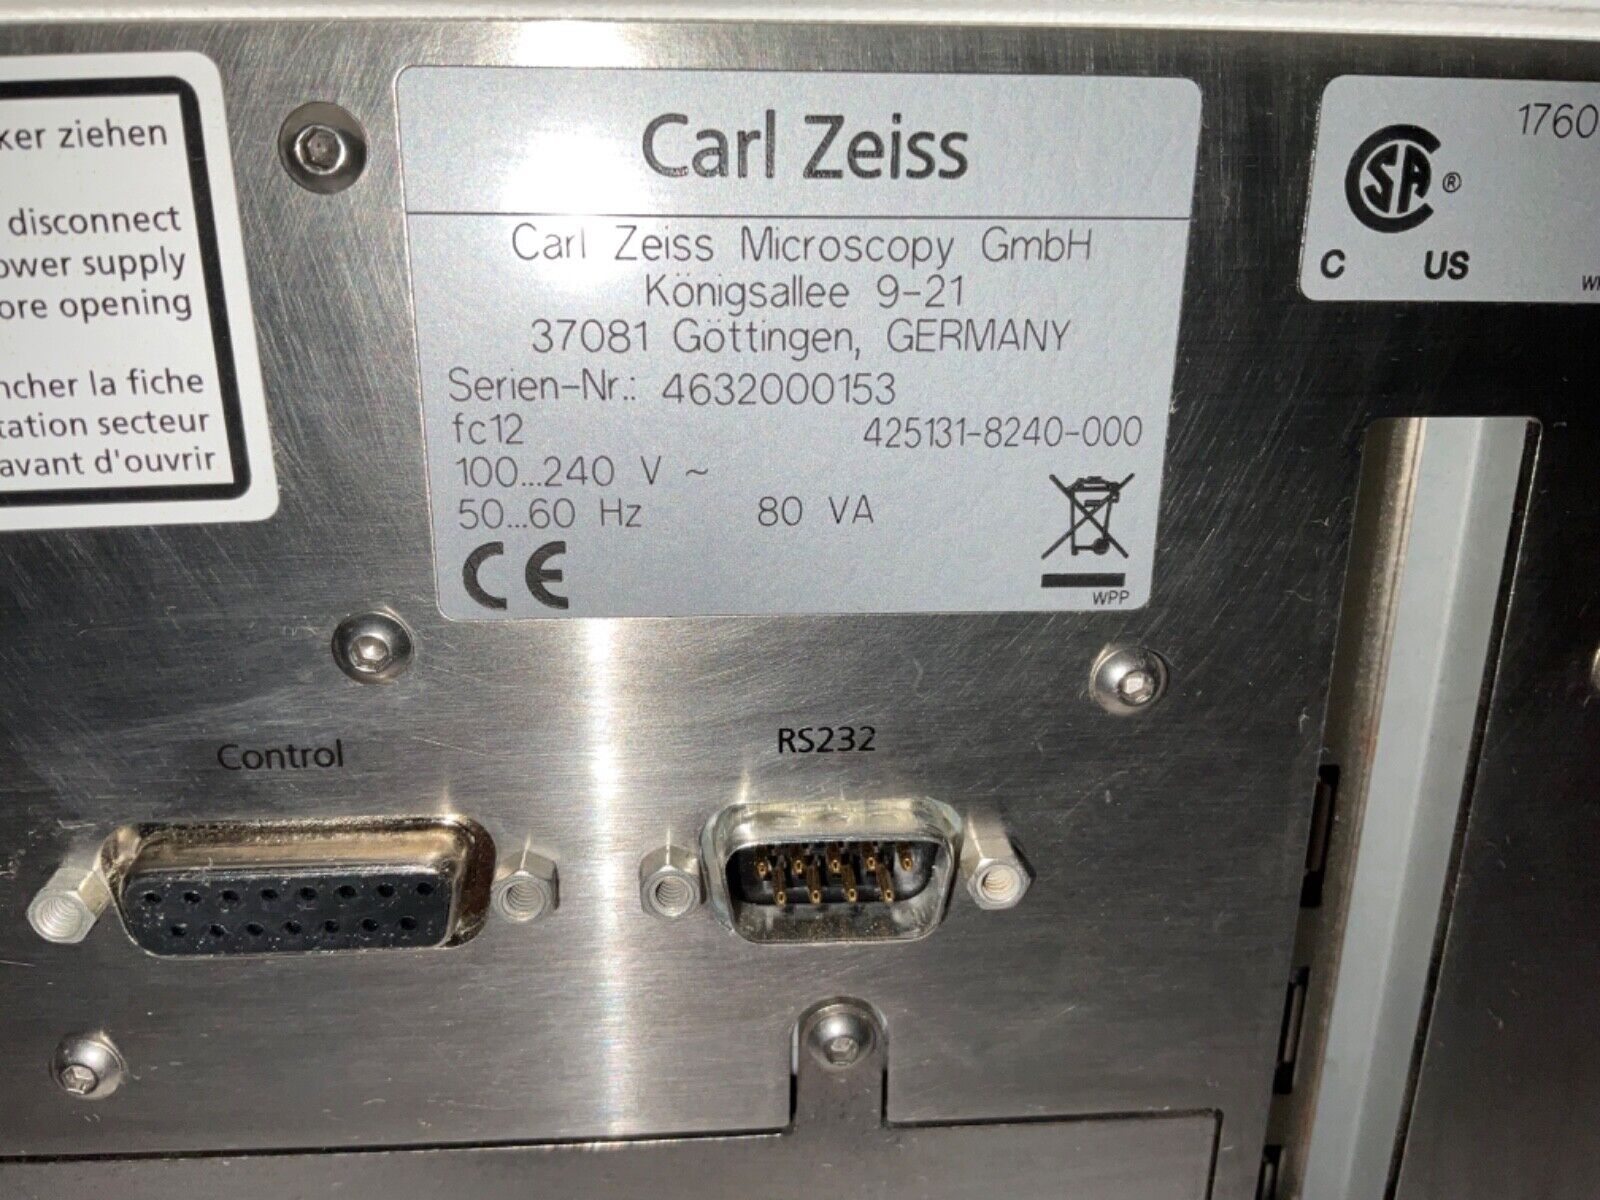 ker ziehen
disconnect
ower supply
ore opening
ncher la fiche
tation secteur
avant d'ouvrir
Carl Zeiss
Carl Zeiss Microscopy GmbH
Königsallee 9-21
37081 Göttingen, GERMANY
Serien-Nr.: 4632000153
fc12 425131-8240-000
100...240 V ~
50...60 Hz 80 VA
CE
WPP
1760
CSA ®
C US
Control
RS232